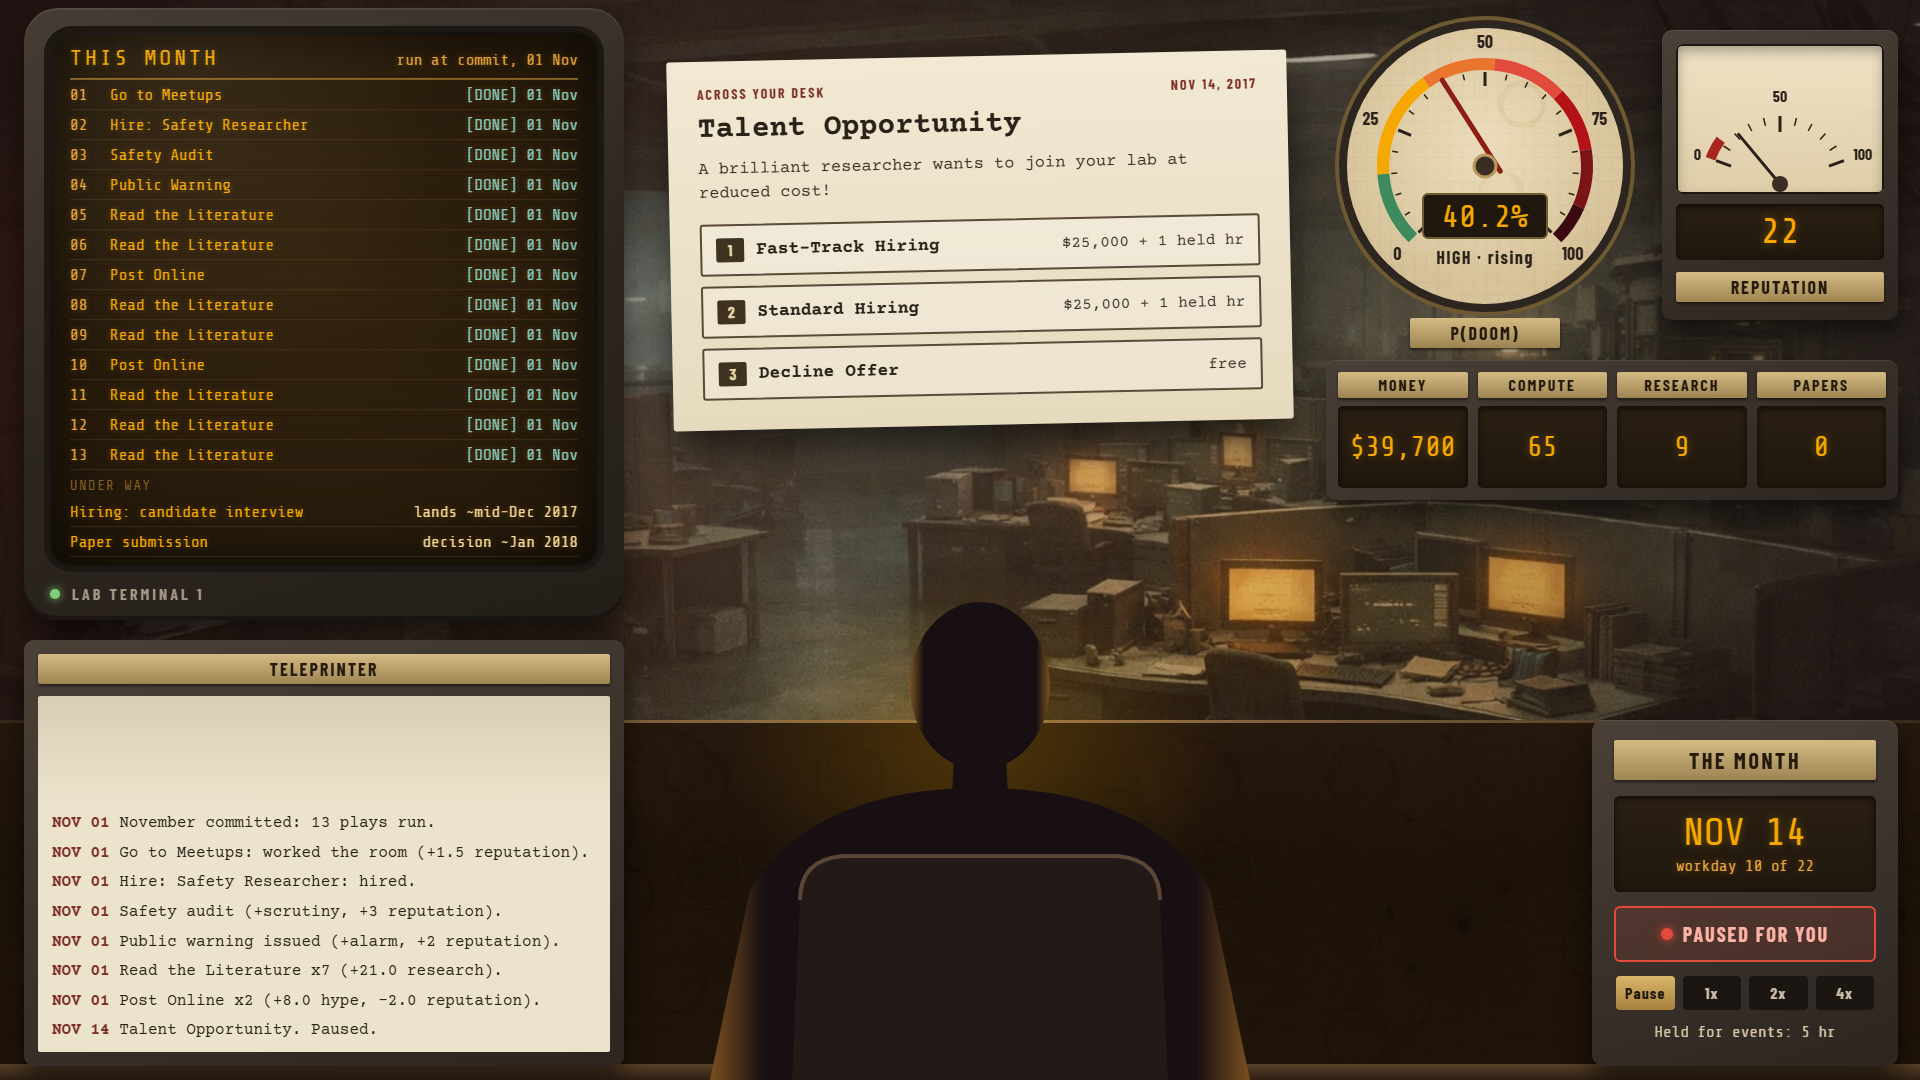 THIS MONTH run at commit, 01 Nov
01 Go to Meetups [DONE] 01 Nov
02 Hire: Safety Researcher [DONE] 01 Nov
03 Safety Audit [DONE] 01 Nov
04 Public Warning [DONE] 01 Nov
05 Read the Literature [DONE] 01 Nov
06 Read the Literature [DONE] 01 Nov
07 Post Online [DONE] 01 Nov
08 Read the Literature [DONE] 01 Nov
09 Read the Literature [DONE] 01 Nov
10 Post Online [DONE] 01 Nov
11 Read the Literature [DONE] 01 Nov
12 Read the Literature [DONE] 01 Nov
13 Read the Literature [DONE] 01 Nov
UNDER WAY
Hiring: candidate interview lands ~mid-Dec 2017
Paper submission decision ~Jan 2018
LAB TERMINAL 1
TELEPRINTER
NOV 01 November committed: 13 plays run.
NOV 01 Go to Meetups: worked the room (+1.5 reputation).
NOV 01 Hire: Safety Researcher: hired.
NOV 01 Safety audit (+scrutiny, +3 reputation).
NOV 01 Public warning issued (+alarm, +2 reputation).
NOV 01 Read the Literature x7 (+21.0 research).
NOV 01 Post Online x2 (+8.0 hype, -2.0 reputation).
NOV 14 Talent Opportunity. Paused.
ACROSS YOUR DESK NOV 14, 2017
Talent Opportunity
A brilliant researcher wants to join your lab at
reduced cost!
1 Fast-Track Hiring $25,000 + 1 held hr
2 Standard Hiring $25,000 + 1 held hr
3 Decline Offer free
0 25 50 75 100
40.2%
HIGH · rising
P(DOOM)
0 50 100
22
REPUTATION
MONEY COMPUTE RESEARCH PAPERS
$39,700 65 9 0
THE MONTH
NOV 14
workday 10 of 22
PAUSED FOR YOU
Pause 1x 2x 4x
Held for events: 5 hr